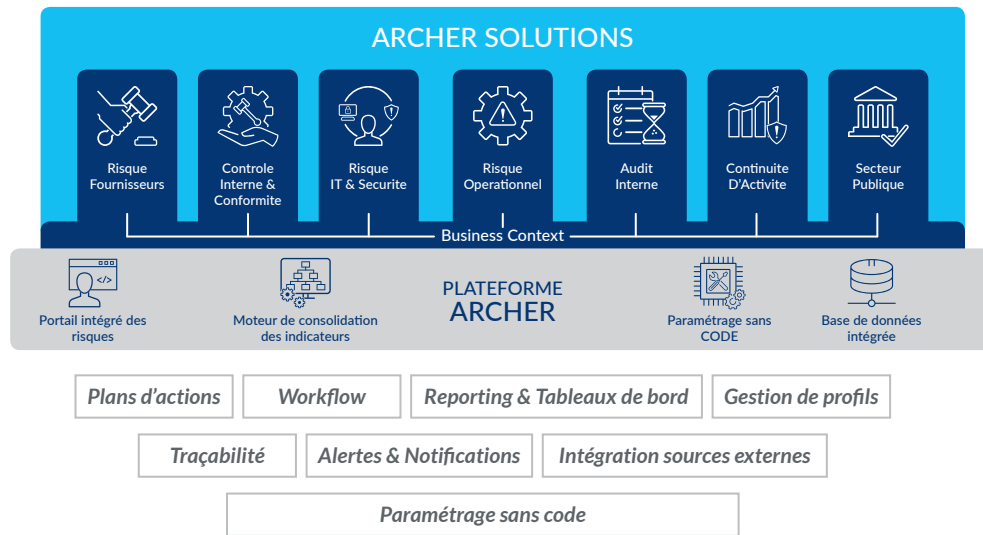 ARCHER SOLUTIONS
Risque
Fournisseurs
Controle
Interne &
Conformite
Risque
IT & Securite
Risque
Operationnel
Audit
Interne
Continuite
D'Activite
Secteur
Publique
Business Context
</>
Portail intégré des
risques
Moteur de consolidation
des indicateurs
PLATEFORME
ARCHER
Paramétrage sans
CODE
Base de données
intégrée
Plans d'actions
Workflow
Reporting & Tableaux de bord
Gestion de profils
Traçabilité
Alertes & Notifications
Intégration sources externes
Paramétrage sans code